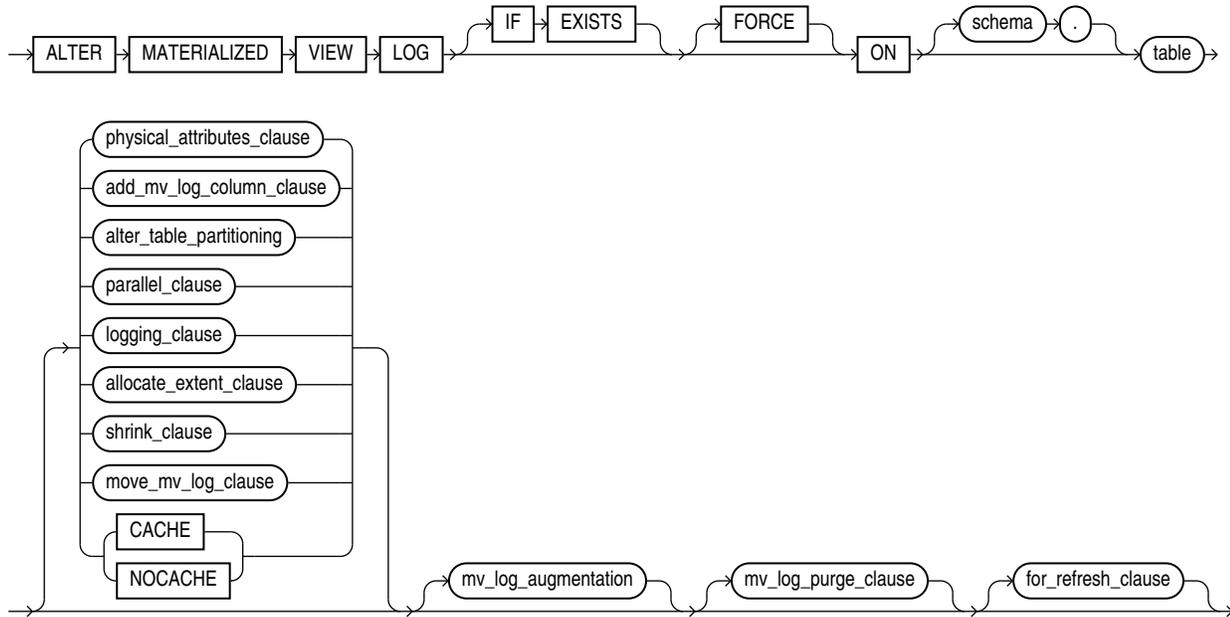 ALTER MATERIALIZED VIEW LOG IF EXISTS FORCE ON schema . table
physical_attributes_clause
add_mv_log_column_clause
alter_table_partitioning
parallel_clause
logging_clause
allocate_extent_clause
shrink_clause
move_mv_log_clause
CACHE
NOCACHE
mv_log_augmentation mv_log_purge_clause for_refresh_clause